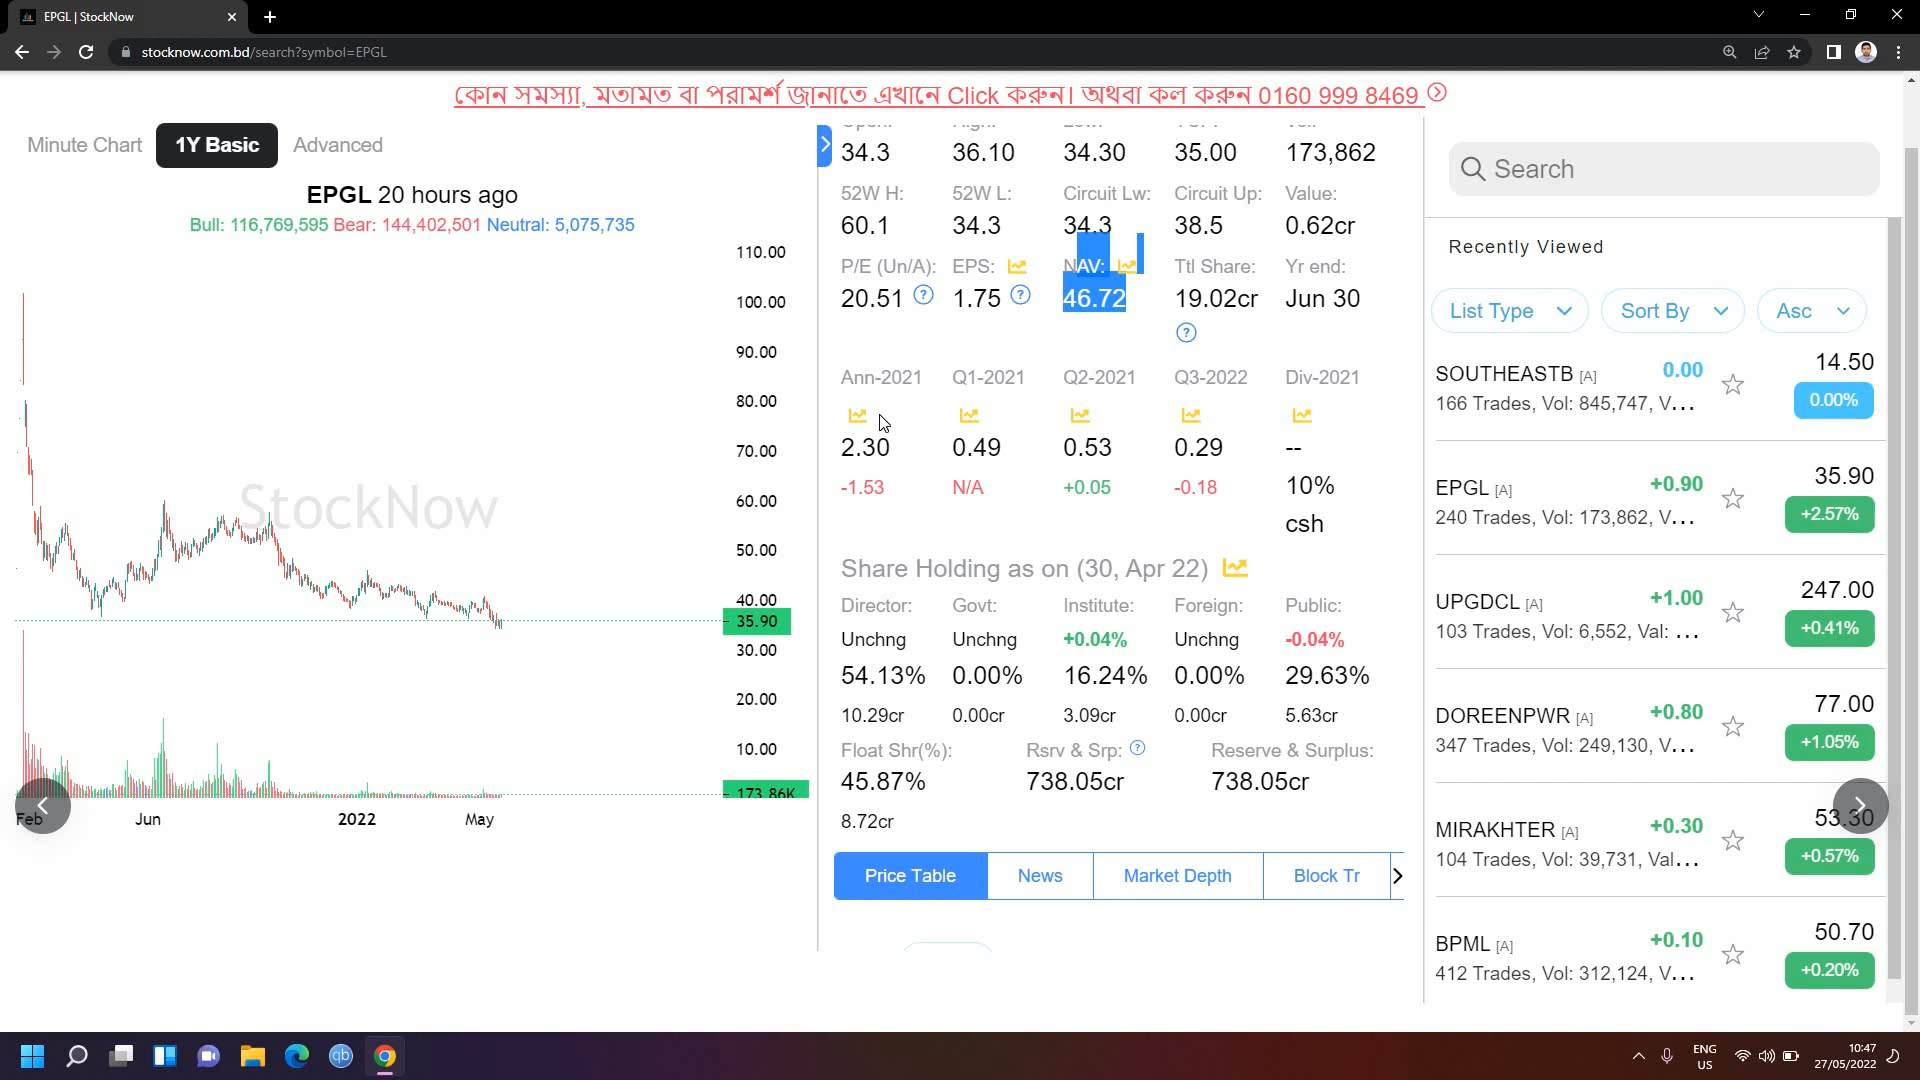 EPGL | StockNow
stocknow.com.bd/search?symbol=EPGL
কোন সমস্যা, মতামত বা পরামর্শ জানাতে এখানে Click করুন। অথবা কল করুন 0160 999 8469
Minute Chart 1Y Basic Advanced
EPGL 20 hours ago
Bull: 116,769,595 Bear: 144,402,501 Neutral: 5,075,735
110.00
100.00
90.00
80.00
70.00
60.00
50.00
40.00
35.90
30.00
20.00
10.00
173.86K
StockNow
Feb Jun 2022 May
34.3 36.10 34.30 35.00 173,862
52W H: 52W L: Circuit Lw: Circuit Up: Value:
60.1 34.3 34.3 38.5 0.62cr
P/E (Un/A): EPS: NAV: Ttl Share: Yr end:
20.51 1.75 46.72 19.02cr Jun 30
Ann-2021 Q1-2021 Q2-2021 Q3-2022 Div-2021
2.30 0.49 0.53 0.29 --
-1.53 N/A +0.05 -0.18 10%
csh
Share Holding as on (30, Apr 22)
Director: Govt: Institute: Foreign: Public:
Unchng Unchng +0.04% Unchng -0.04%
54.13% 0.00% 16.24% 0.00% 29.63%
10.29cr 0.00cr 3.09cr 0.00cr 5.63cr
Float Shr(%): Rsrv & Srp: Reserve & Surplus:
45.87% 738.05cr 738.05cr
8.72cr
Price Table News Market Depth Block Tr
Search
Recently Viewed
List Type Sort By Asc
SOUTHEASTB [A] 0.00 14.50
166 Trades, Vol: 845,747, V... 0.00%
EPGL [A] +0.90 35.90
240 Trades, Vol: 173,862, V... +2.57%
UPGDCL [A] +1.00 247.00
103 Trades, Vol: 6,552, Val: ... +0.41%
DOREENPWR [A] +0.80 77.00
347 Trades, Vol: 249,130, V... +1.05%
MIRAKHTER [A] +0.30 53.30
104 Trades, Vol: 39,731, Val... +0.57%
BPML [A] +0.10 50.70
412 Trades, Vol: 312,124, V... +0.20%
qb
ENG
US
10:47
27/05/2022